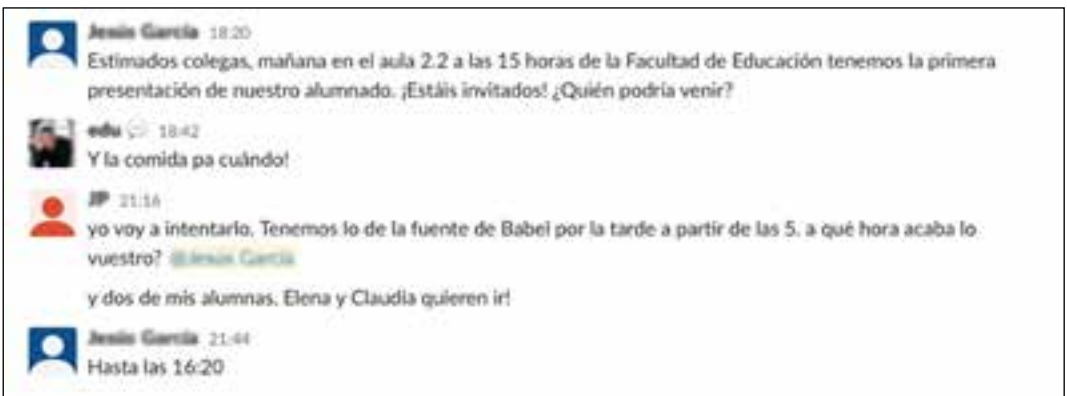 Jesús García 18:20
Estimados colegas, mañana en el aula 2.2 a las 15 horas de la Facultad de Educación tenemos la primera
presentación de nuestro alumnado. ¡Estáis invitados! ¿Quién podría venir?
edu 18:42
Y la comida pa cuándo!
JP 21:16
yo voy a intentarlo. Tenemos lo de la fuente de Babel por la tarde a partir de las 5. a qué hora acaba lo
vuestro? @Jesús García
y dos de mis alumnas. Elena y Claudia quieren ir!
Jesús García 21:44
Hasta las 16:20